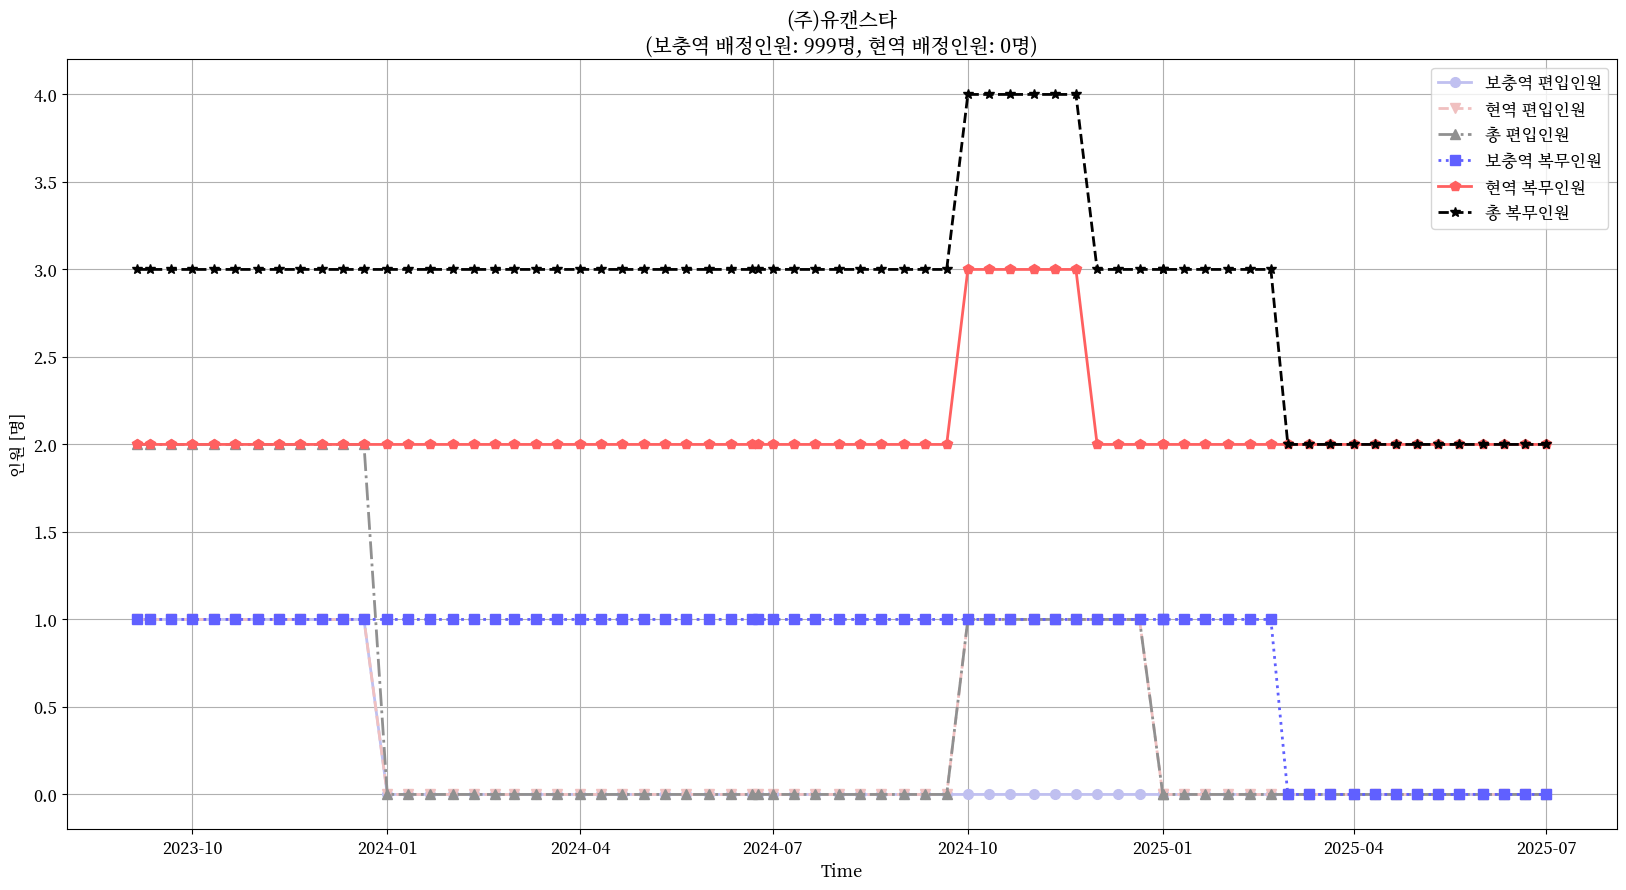 (주)유캔스타
(보충역 배정인원: 999명, 현역 배정인원: 0명)
보충역 편입인원
현역 편입인원
총 편입인원
보충역 복무인원
현역 복무인원
총 복무인원
인원 [명]
4.0
3.5
3.0
2.5
2.0
1.5
1.0
0.5
0.0
2023-10 2024-01 2024-04 2024-07 2024-10 2025-01 2025-04 2025-07
Time